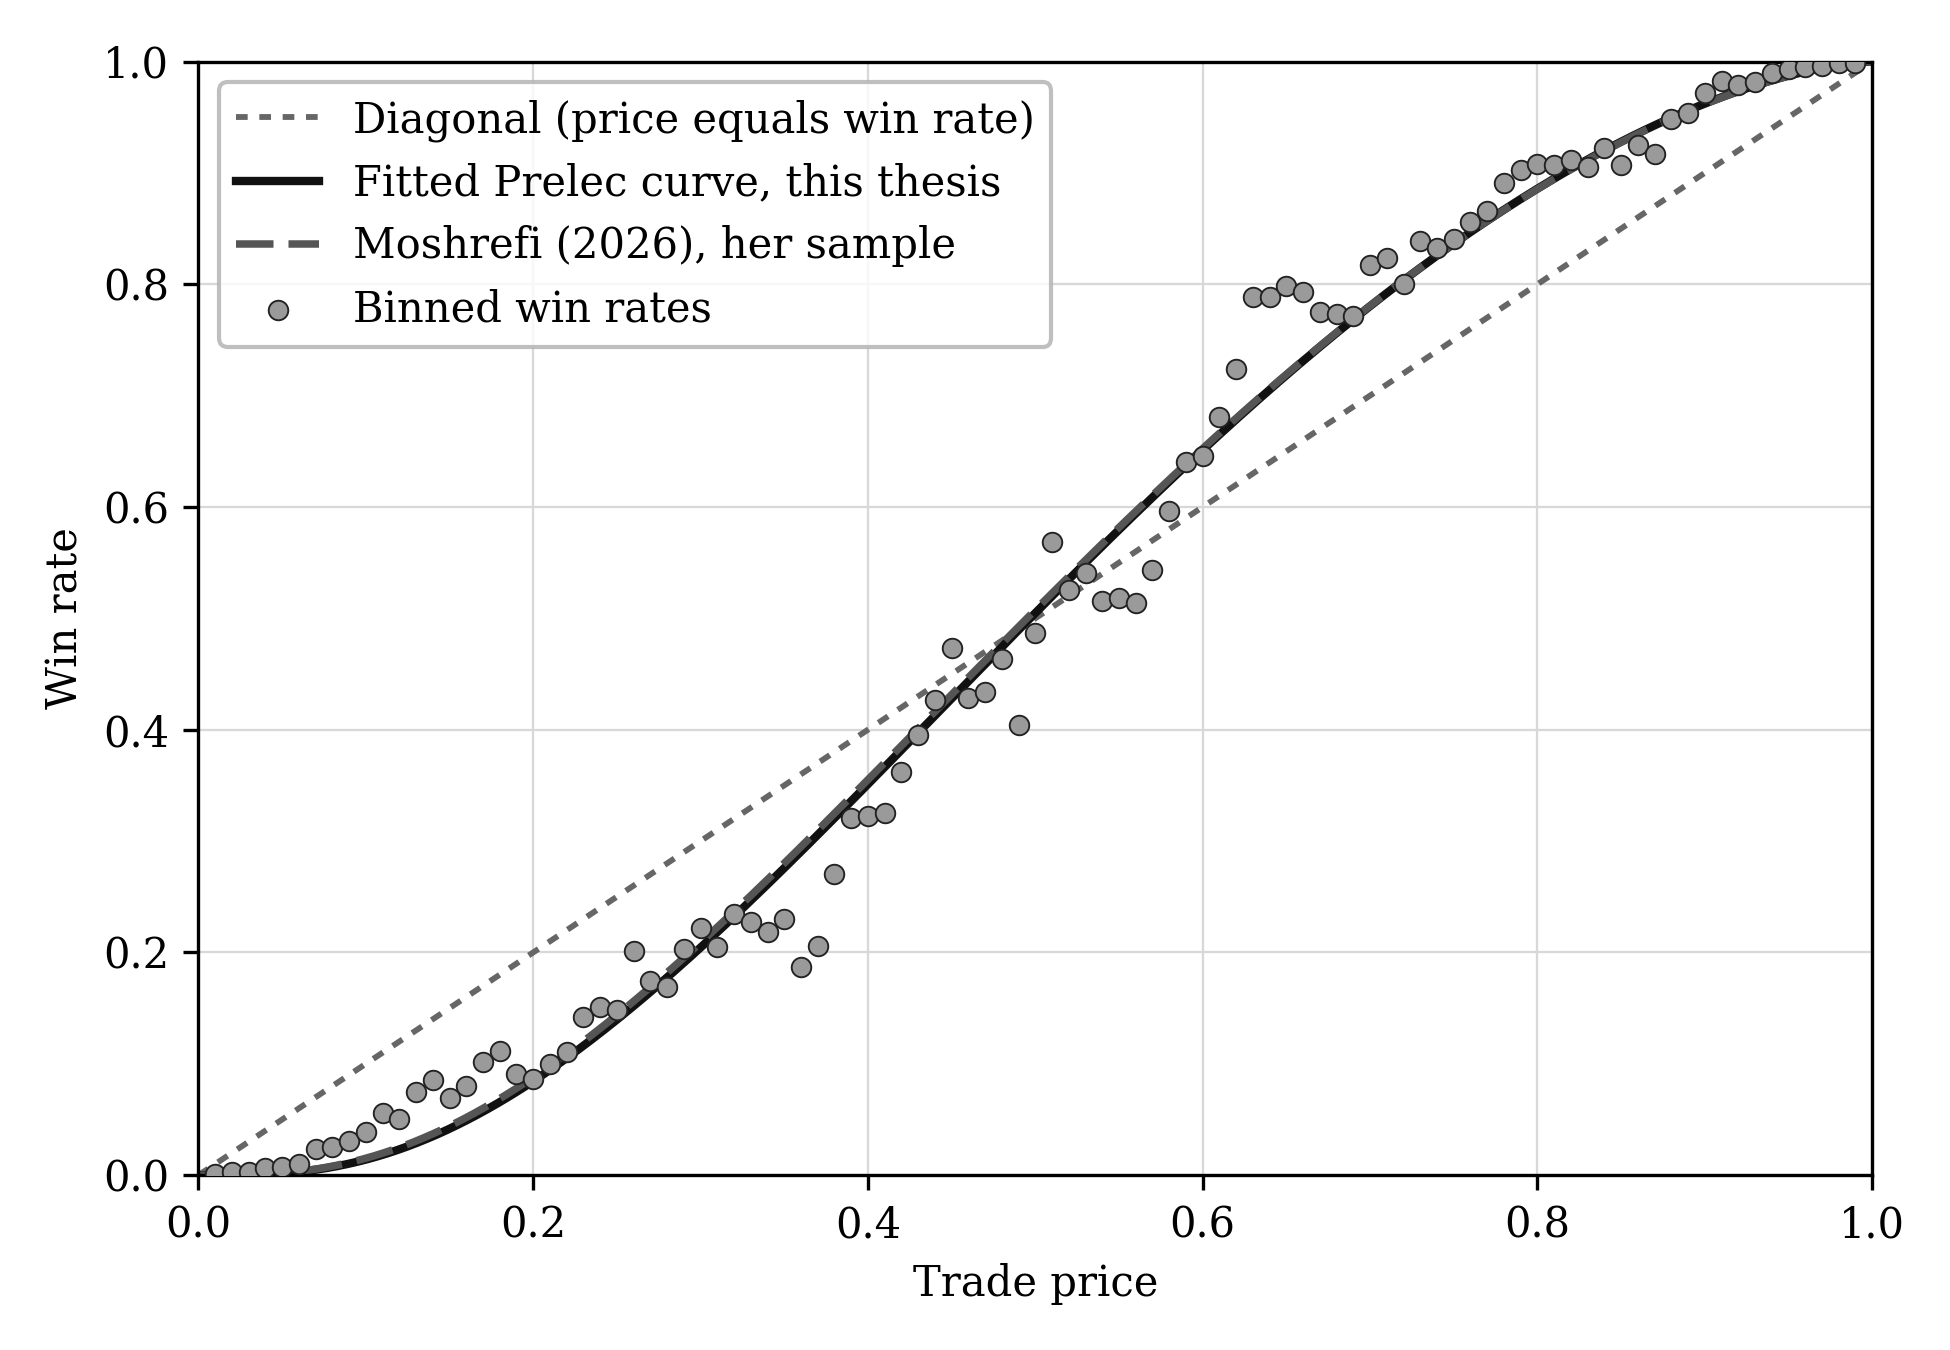 1.0
0.8
0.6
0.4
0.2
0.0
Win rate
Diagonal (price equals win rate)
Fitted Prelec curve, this thesis
Moshrefi (2026), her sample
Binned win rates
0.0 0.2 0.4 0.6 0.8 1.0
Trade price